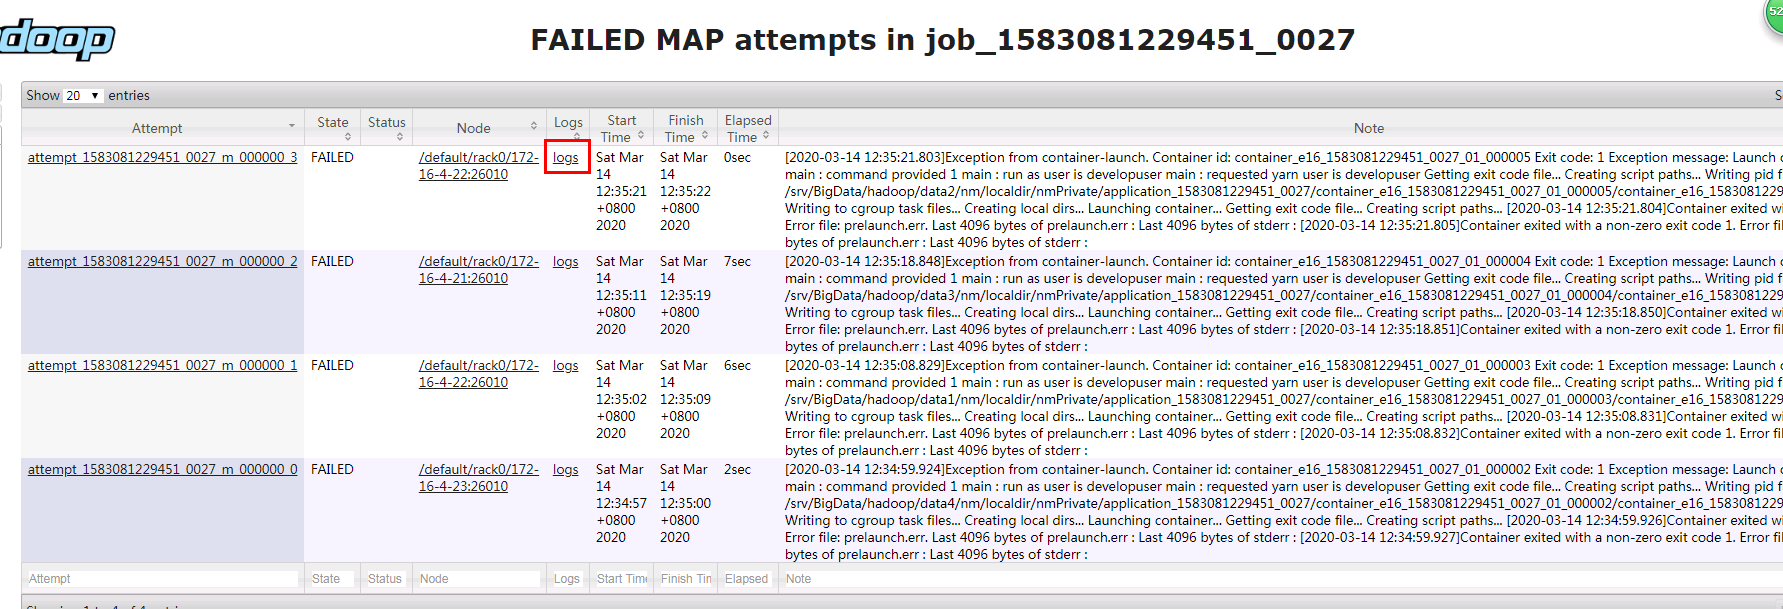 doop
FAILED MAP attempts in job_1583081229451_0027
52
Show 20 entries
Attempt State Status Node Logs Start Time Finish Time Elapsed Time Note
attempt_1583081229451_0027_m_000000_3 FAILED /default/rack0/172-16-4-22:26010 logs Sat Mar 14 12:35:21 +0800 2020 Sat Mar 14 12:35:22 +0800 2020 0sec
[2020-03-14 12:35:21.803]Exception from container-launch. Container id: container_e16_1583081229451_0027_01_000005 Exit code: 1 Exception message: Launch
main : command provided 1 main : run as user is developuser main : requested yarn user is developuser Getting exit code file... Creating script paths... Writing pid
/srv/BigData/hadoop/data2/nm/localdir/nmPrivate/application_1583081229451_0027/container_e16_1583081229451_0027_01_000005/container_e16_1583081229
Writing to cgroup task files... Creating local dirs... Launching container... Getting exit code file... Creating script paths... [2020-03-14 12:35:21.804]Container exited
Error file: prelaunch.err. Last 4096 bytes of prelaunch.err : Last 4096 bytes of stderr : [2020-03-14 12:35:21.805]Container exited with a non-zero exit code 1. Error
bytes of prelaunch.err : Last 4096 bytes of stderr :
attempt_1583081229451_0027_m_000000_2 FAILED /default/rack0/172-16-4-21:26010 logs Sat Mar 14 12:35:11 +0800 2020 Sat Mar 14 12:35:19 +0800 2020 7sec
[2020-03-14 12:35:18.848]Exception from container-launch. Container id: container_e16_1583081229451_0027_01_000004 Exit code: 1 Exception message: Launch
main : command provided 1 main : run as user is developuser main : requested yarn user is developuser Getting exit code file... Creating script paths... Writing pid
/srv/BigData/hadoop/data3/nm/localdir/nmPrivate/application_1583081229451_0027/container_e16_1583081229451_0027_01_000004/container_e16_1583081229
Writing to cgroup task files... Creating local dirs... Launching container... Getting exit code file... Creating script paths... [2020-03-14 12:35:18.850]Container exited
Error file: prelaunch.err. Last 4096 bytes of prelaunch.err : Last 4096 bytes of stderr : [2020-03-14 12:35:18.851]Container exited with a non-zero exit code 1. Error
bytes of prelaunch.err : Last 4096 bytes of stderr :
attempt_1583081229451_0027_m_000000_1 FAILED /default/rack0/172-16-4-22:26010 logs Sat Mar 14 12:35:02 +0800 2020 Sat Mar 14 12:35:09 +0800 2020 6sec
[2020-03-14 12:35:08.829]Exception from container-launch. Container id: container_e16_1583081229451_0027_01_000003 Exit code: 1 Exception message: Launch
main : command provided 1 main : run as user is developuser main : requested yarn user is developuser Getting exit code file... Creating script paths... Writing pid
/srv/BigData/hadoop/data1/nm/localdir/nmPrivate/application_1583081229451_0027/container_e16_1583081229451_0027_01_000003/container_e16_1583081229
Writing to cgroup task files... Creating local dirs... Launching container... Getting exit code file... Creating script paths... [2020-03-14 12:35:08.831]Container exited
Error file: prelaunch.err. Last 4096 bytes of prelaunch.err : Last 4096 bytes of stderr : [2020-03-14 12:35:08.832]Container exited with a non-zero exit code 1. Error
bytes of prelaunch.err : Last 4096 bytes of stderr :
attempt_1583081229451_0027_m_000000_0 FAILED /default/rack0/172-16-4-23:26010 logs Sat Mar 14 12:34:57 +0800 2020 Sat Mar 14 12:35:00 +0800 2020 2sec
[2020-03-14 12:34:59.924]Exception from container-launch. Container id: container_e16_1583081229451_0027_01_000002 Exit code: 1 Exception message: Launch
main : command provided 1 main : run as user is developuser main : requested yarn user is developuser Getting exit code file... Creating script paths... Writing pid
/srv/BigData/hadoop/data4/nm/localdir/nmPrivate/application_1583081229451_0027/container_e16_1583081229451_0027_01_000002/container_e16_1583081229
Writing to cgroup task files... Creating local dirs... Launching container... Getting exit code file... Creating script paths... [2020-03-14 12:34:59.926]Container exited
Error file: prelaunch.err. Last 4096 bytes of prelaunch.err : Last 4096 bytes of stderr : [2020-03-14 12:34:59.927]Container exited with a non-zero exit code 1. Error
bytes of prelaunch.err : Last 4096 bytes of stderr :
Attempt State Status Node Logs Start Time Finish Tim Elapsed Note